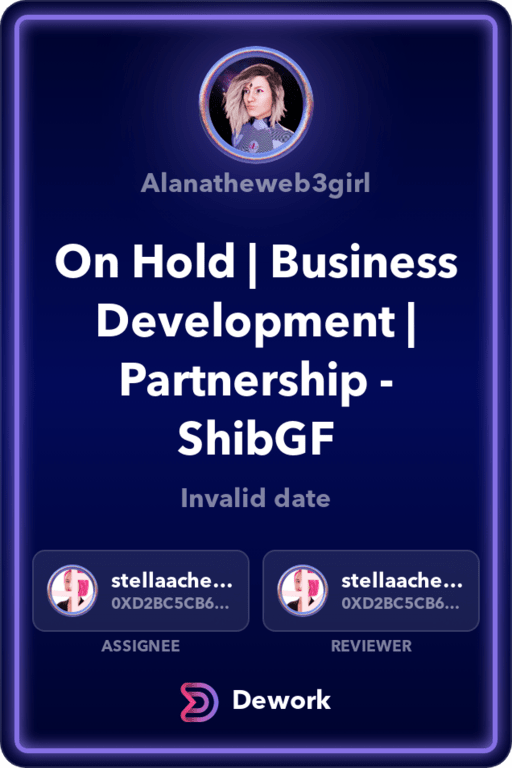 Alanatheweb3girl
On Hold | Business
Development |
Partnership -
ShibGF
Invalid date
stellaache...
0XD2BC5CB6...
ASSIGNEE
stellaache...
0XD2BC5CB6...
REVIEWER
Dework